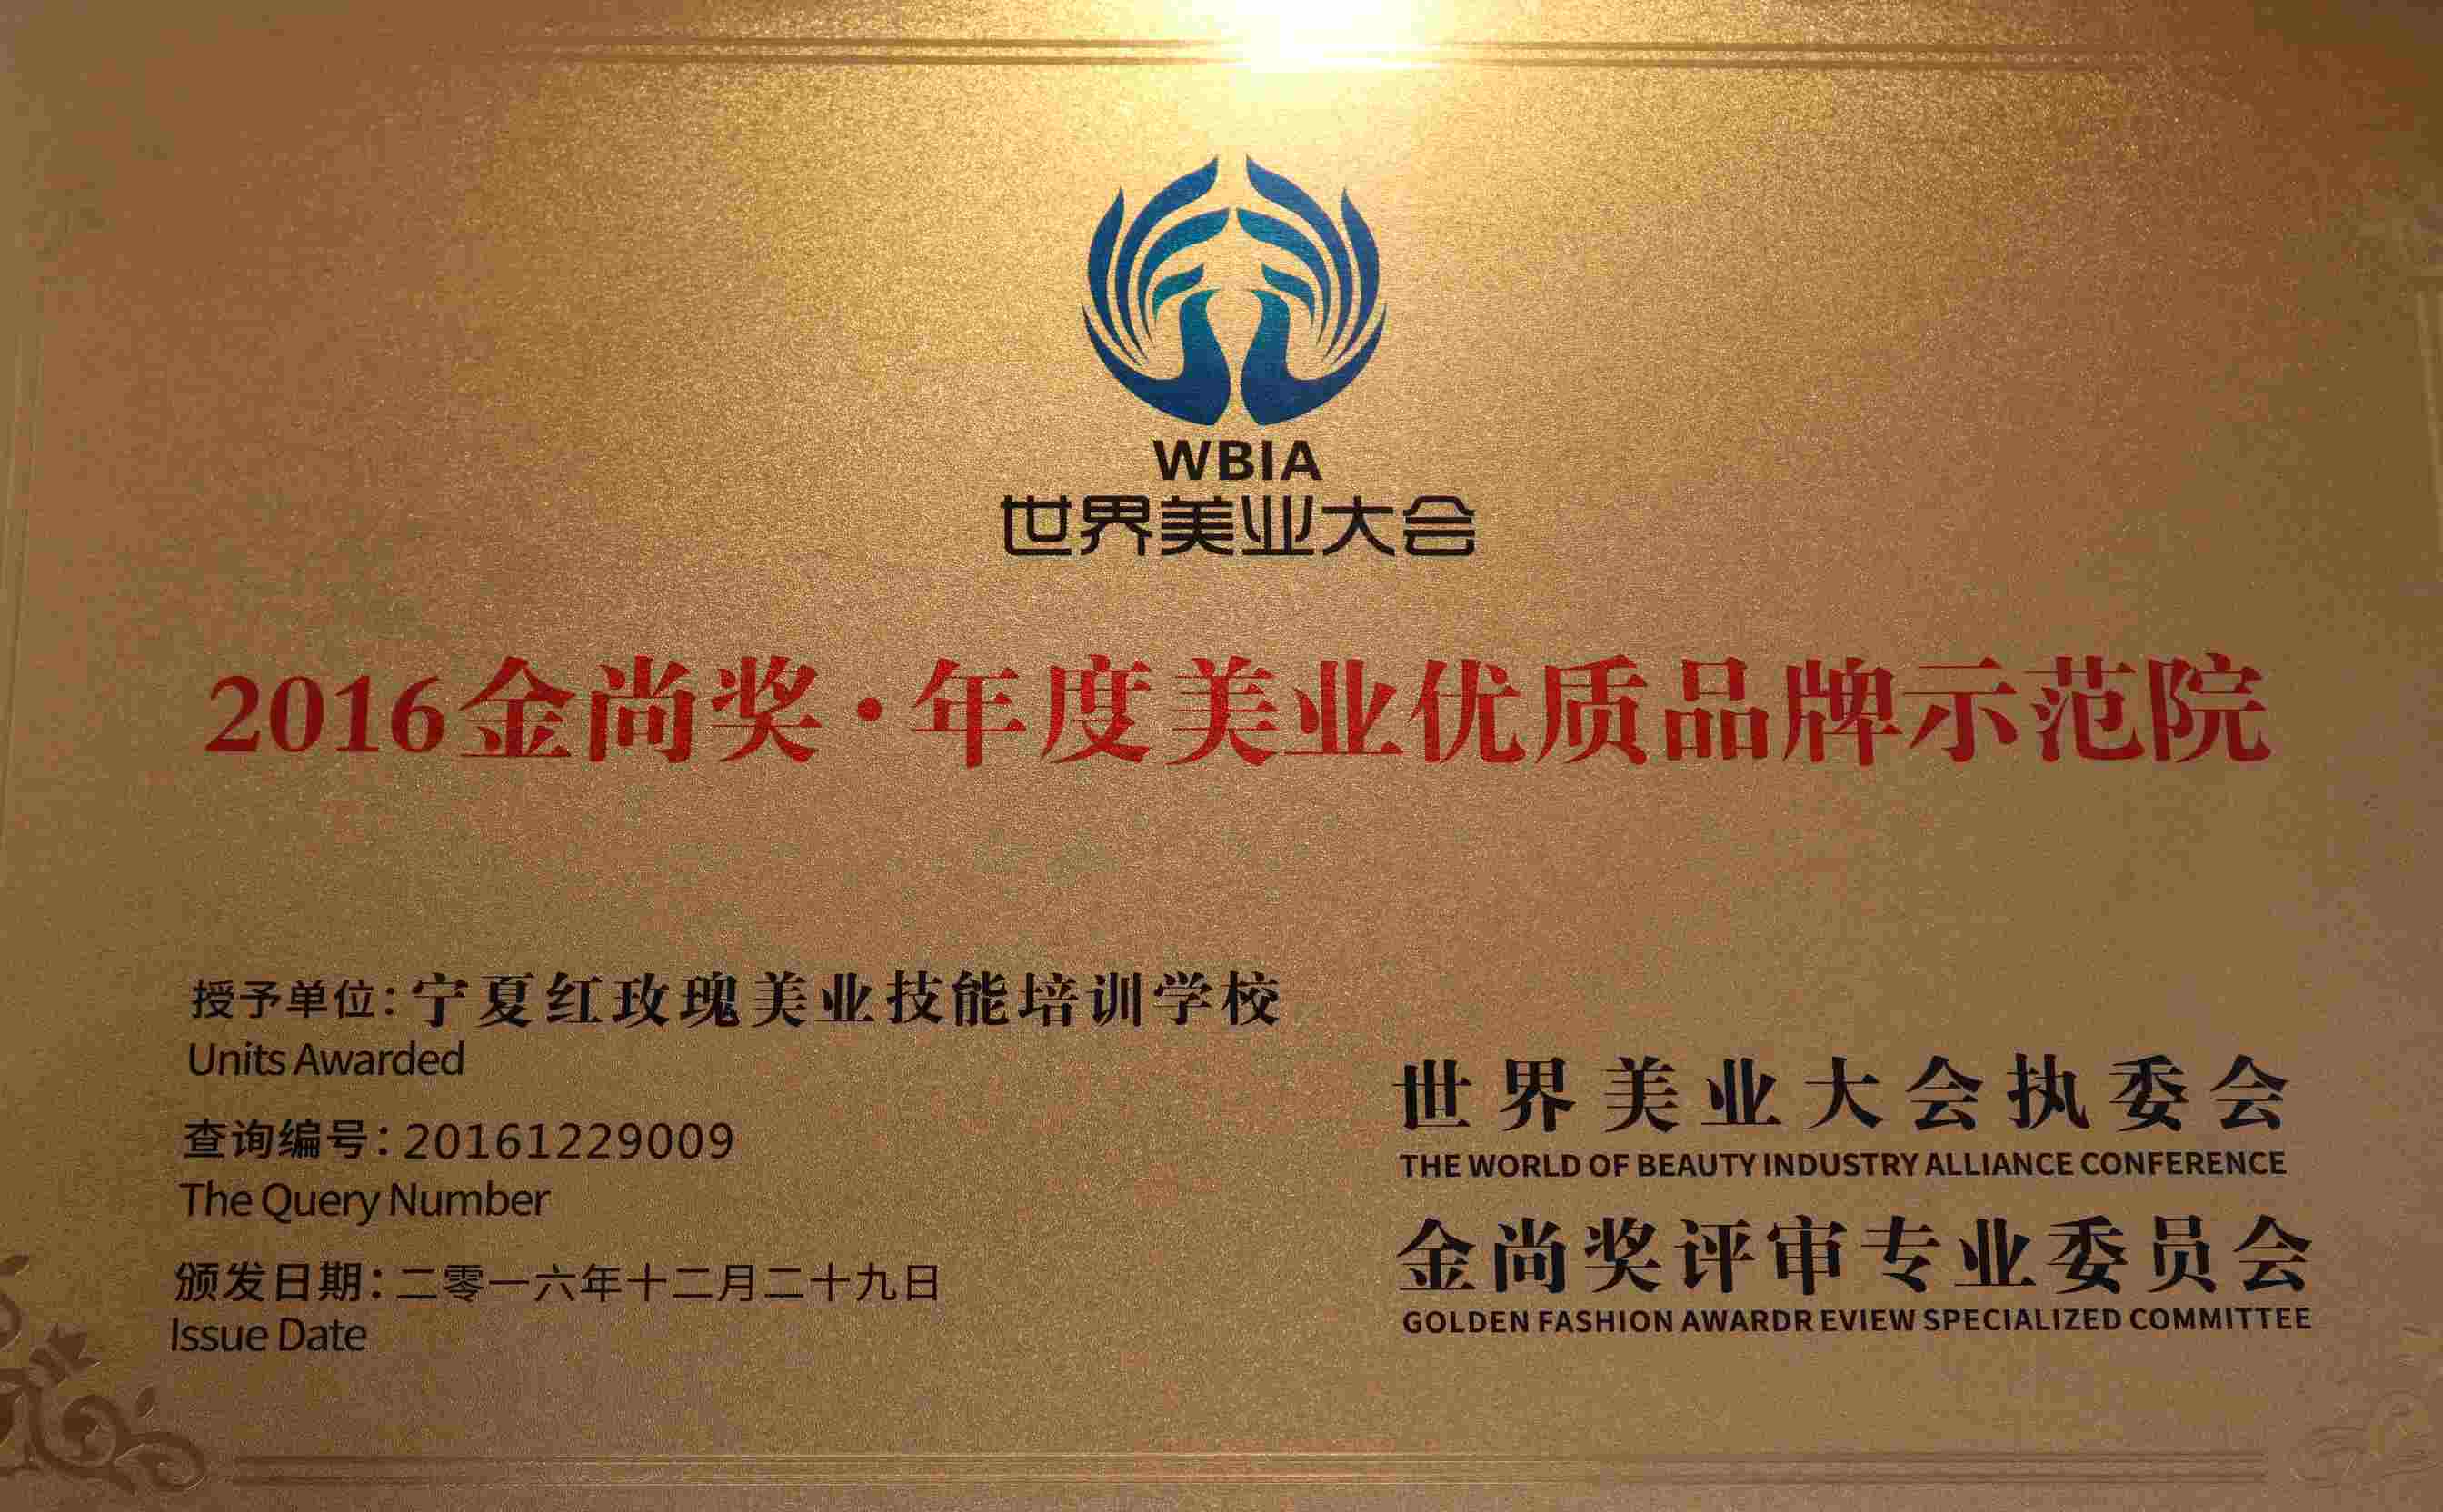 WBIA
世界美业大会
2016金尚奖·年度美业优质品牌示范院
授予单位：宁夏红玫瑰美业技能培训学校
Units Awarded
查询编号：20161229009
The Query Number
颁发日期：二零一六年十二月二十九日
Issue Date
世界美业大会执委会
THE WORLD OF BEAUTY INDUSTRY ALLIANCE CONFERENCE
金尚奖评审专业委员会
GOLDEN FASHION AWARDR EVIEW SPECIALIZED COMMITTEE